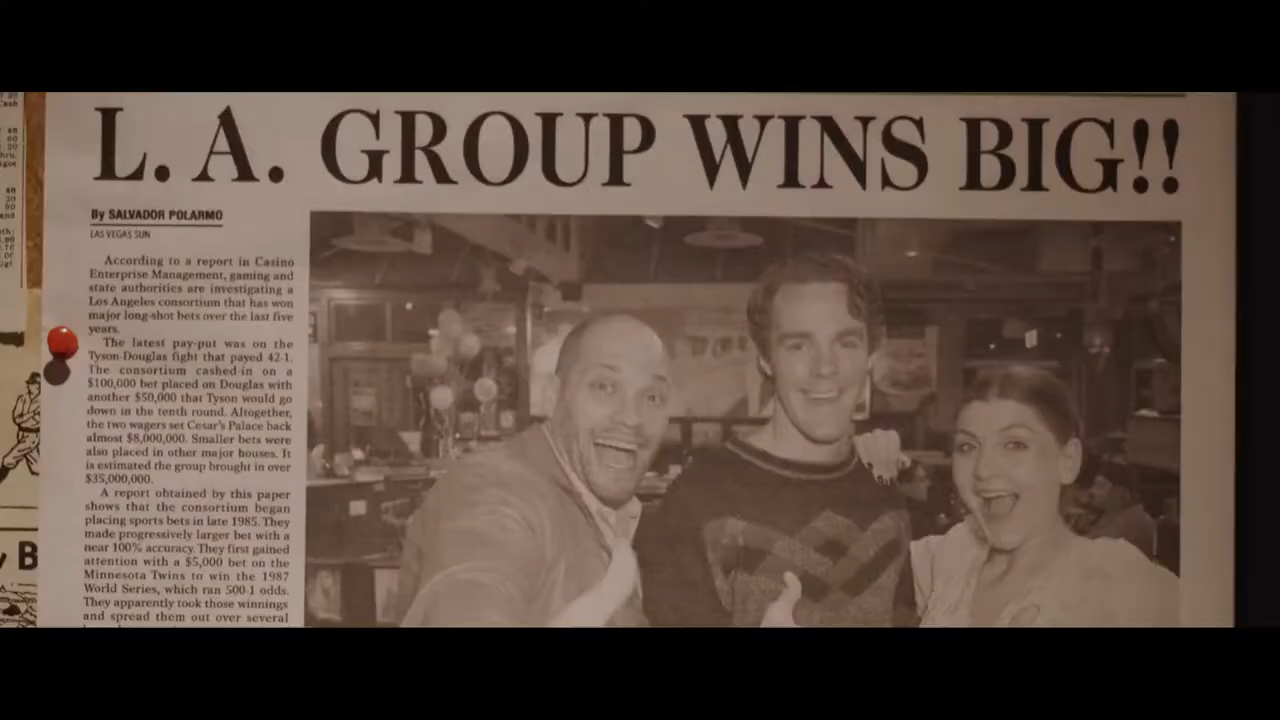 L. A. GROUP WINS BIG!!
By SALVADOR POLARMO
LAS VEGAS SUN
According to a report in Casino
Enterprise Management, gaming and
state authorities are investigating a
Los Angeles consortium that has won
major long-shot bets over the last five
years.
The latest pay-put was on the
Tyson-Douglas fight that payed 42-1.
The consortium cashed-in on a
$100,000 bet placed on Douglas with
another $50,000 that Tyson would go
down in the tenth round. Altogether,
the two wagers set Cesar's Palace back
almost $8,000,000. Smaller bets were
also placed in other major houses. It
is estimated the group brought in over
$35,000,000.
A report obtained by this paper
shows that the consortium began
placing sports bets in late 1985. They
made progressively larger bet with a
near 100% accuracy. They first gained
attention with a $5,000 bet on the
Minnesota Twins to win the 1987
World Series, which ran 500-1 odds.
They apparently took those winnings
and spread them out over several
B